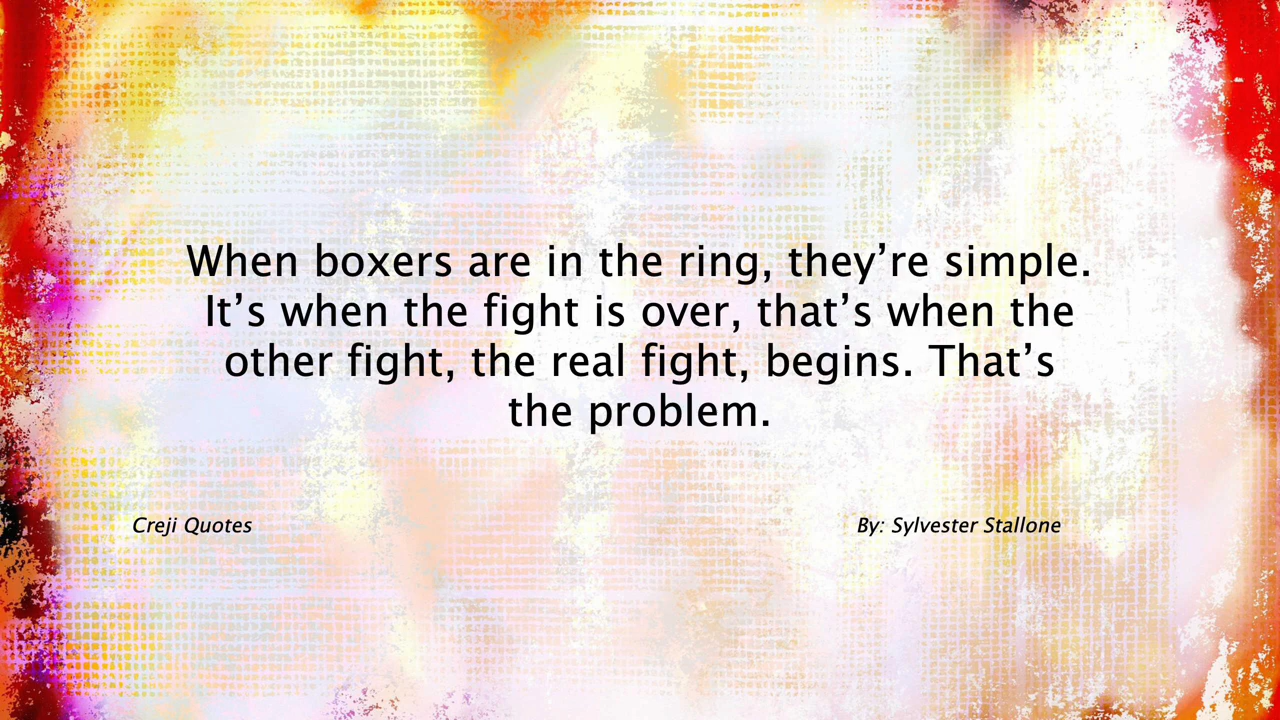 When boxers are in the ring, they’re simple.
It’s when the fight is over, that’s when the
other fight, the real fight, begins. That’s
the problem.
Creji Quotes
By: Sylvester Stallone